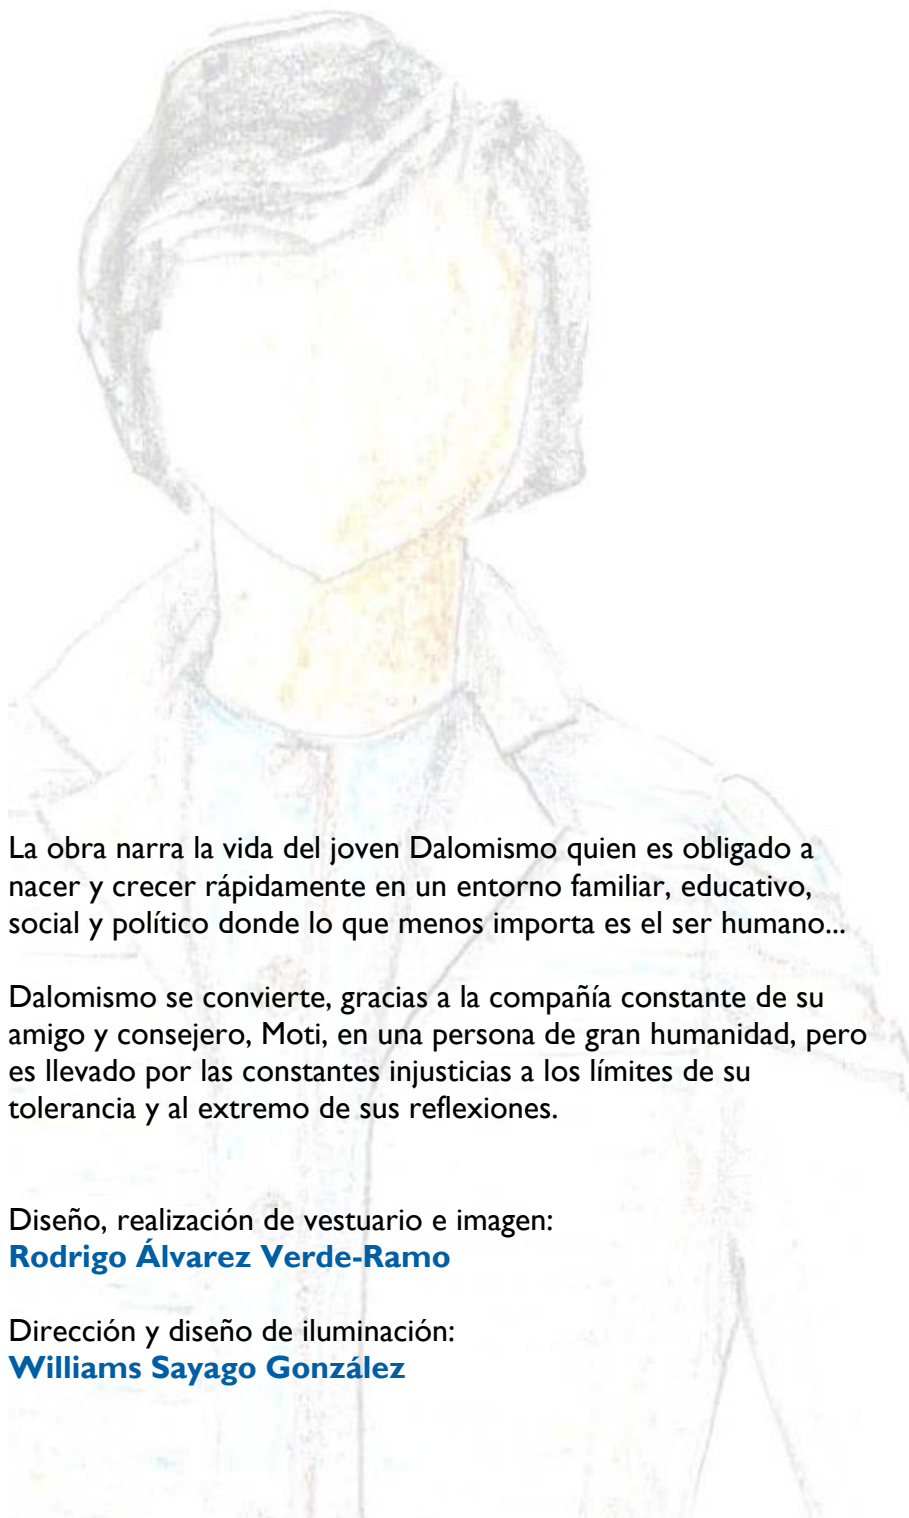 La obra narra la vida del joven Dalomismo quien es obligado a
nacer y crecer rápidamente en un entorno familiar, educativo,
social y político donde lo que menos importa es el ser humano...
Dalomismo se convierte, gracias a la compañía constante de su
amigo y consejero, Moti, en una persona de gran humanidad, pero
es llevado por las constantes injusticias a los límites de su
tolerancia y al extremo de sus reflexiones.
Diseño, realización de vestuario e imagen:
Rodrigo Álvarez Verde-Ramo
Dirección y diseño de iluminación:
Williams Sayago González